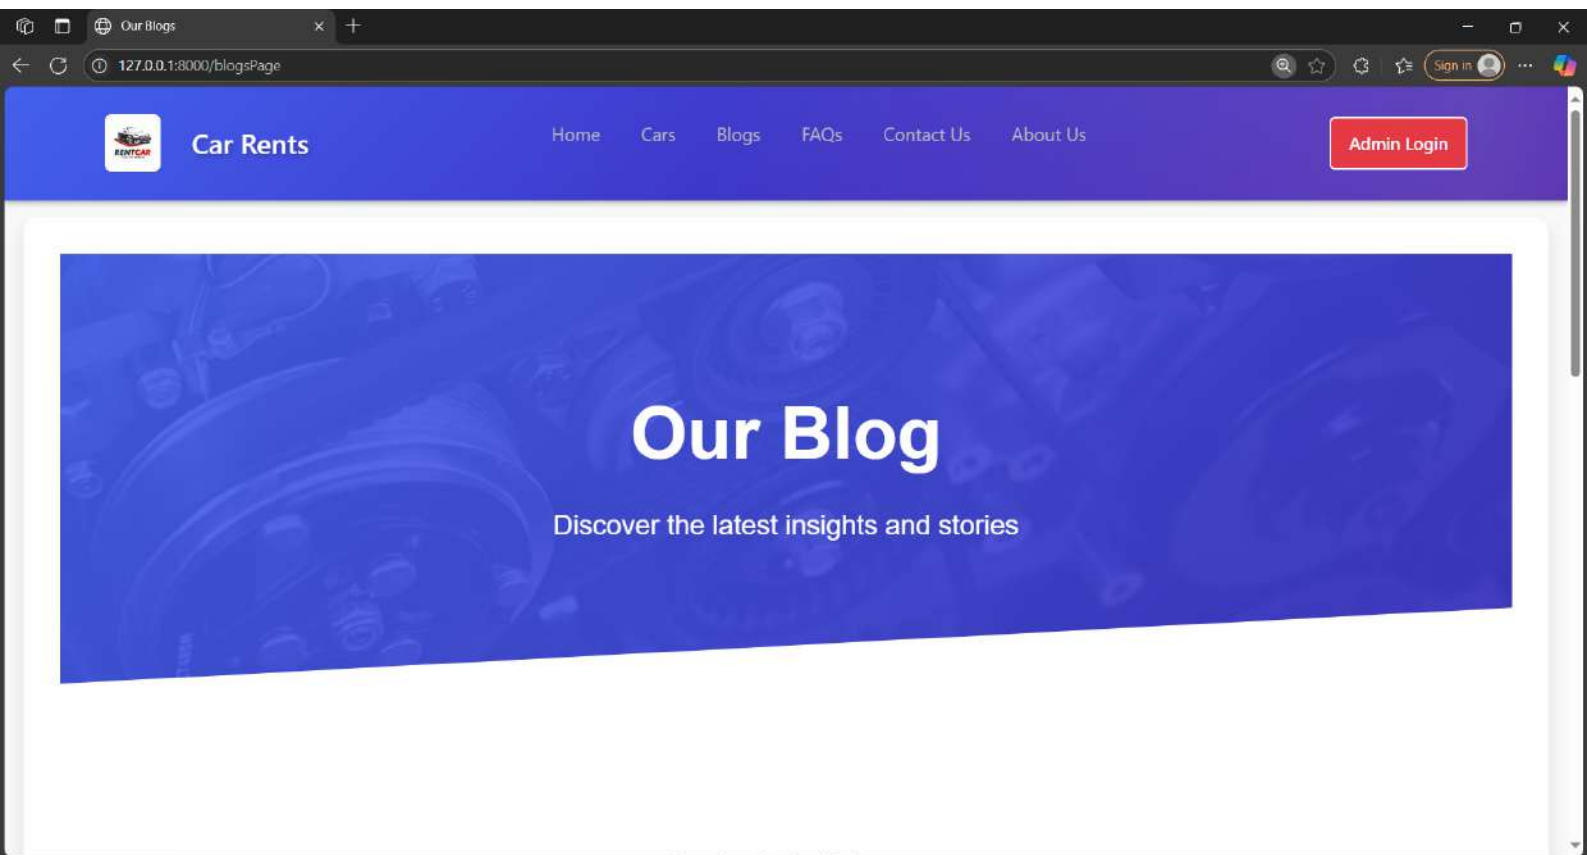 Our Blogs
127.0.0.1:8000/blogsPage
Sign in
RENTCAR
Car Rents
Home Cars Blogs FAQs Contact Us About Us
Admin Login
Our Blog
Discover the latest insights and stories